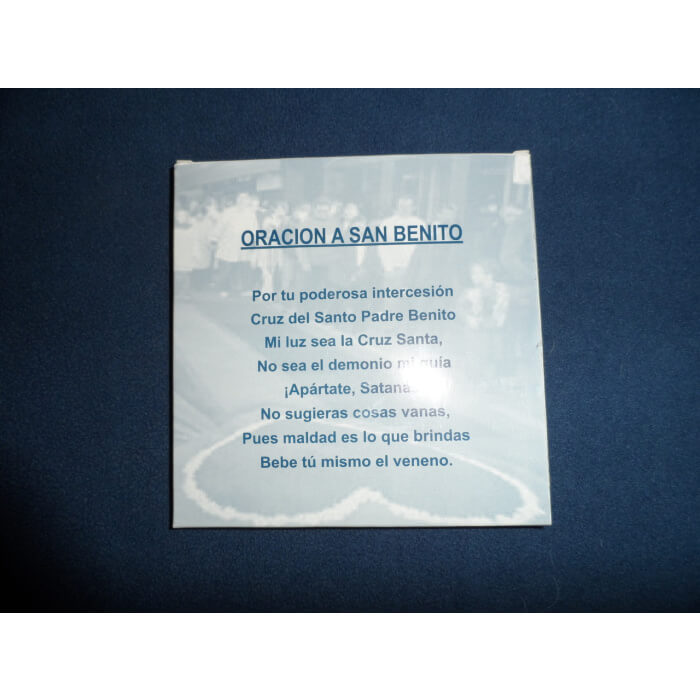 ORACION A SAN BENITO
Por tu poderosa intercesión
Cruz del Santo Padre Benito
Mi luz sea la Cruz Santa,
No sea el demonio mi guía
¡Apártate, Satana
No sugieras cosas vanas,
Pues maldad es lo que brindas
Bebe tú mismo el veneno.